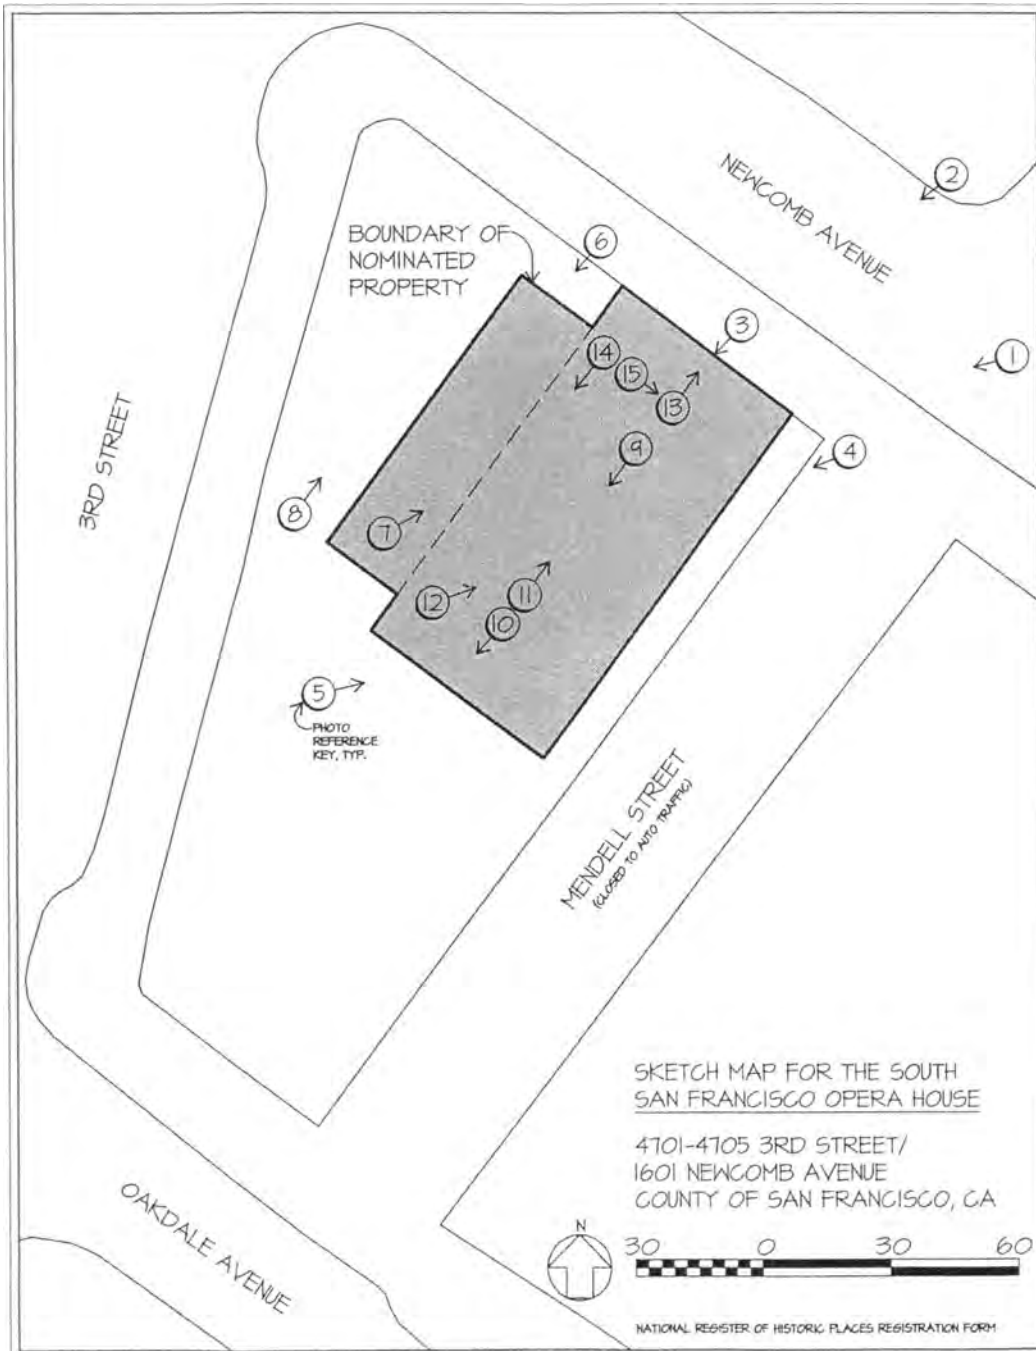 NEWCOMB AVENUE
2
BOUNDARY OF
NOMINATED
PROPERTY
6
3
1
14
15
13
4
9
3RD STREET
8
7
11
12
10
5
PHOTO
REFERENCE
KEY, TYP.
MENDELL STREET
(CLOSED TO AUTO TRAFFIC)
OAKDALE AVENUE
SKETCH MAP FOR THE SOUTH
SAN FRANCISCO OPERA HOUSE
4701-4705 3RD STREET/
1601 NEWCOMB AVENUE
COUNTY OF SAN FRANCISCO, CA
N
30 0 30 60
NATIONAL REGISTER OF HISTORIC PLACES REGISTRATION FORM